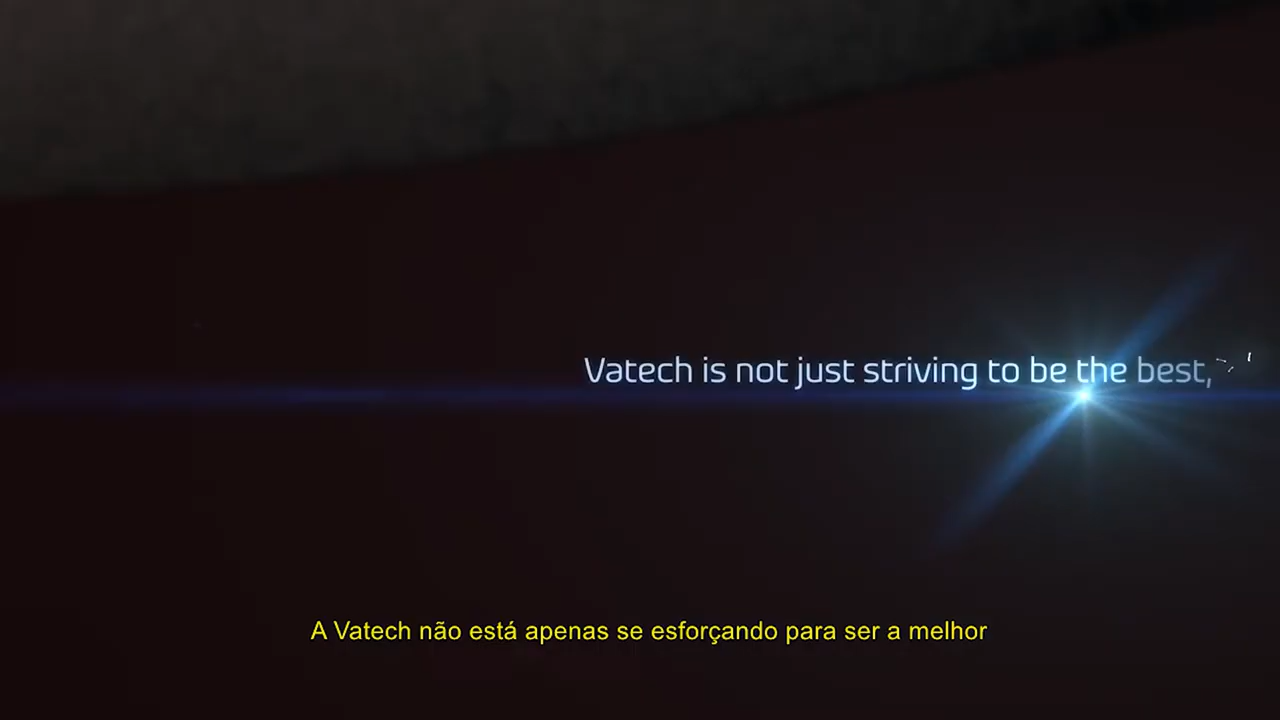 Vatech is not just striving to be the best,
A Vatech não está apenas se esforçando para ser a melhor